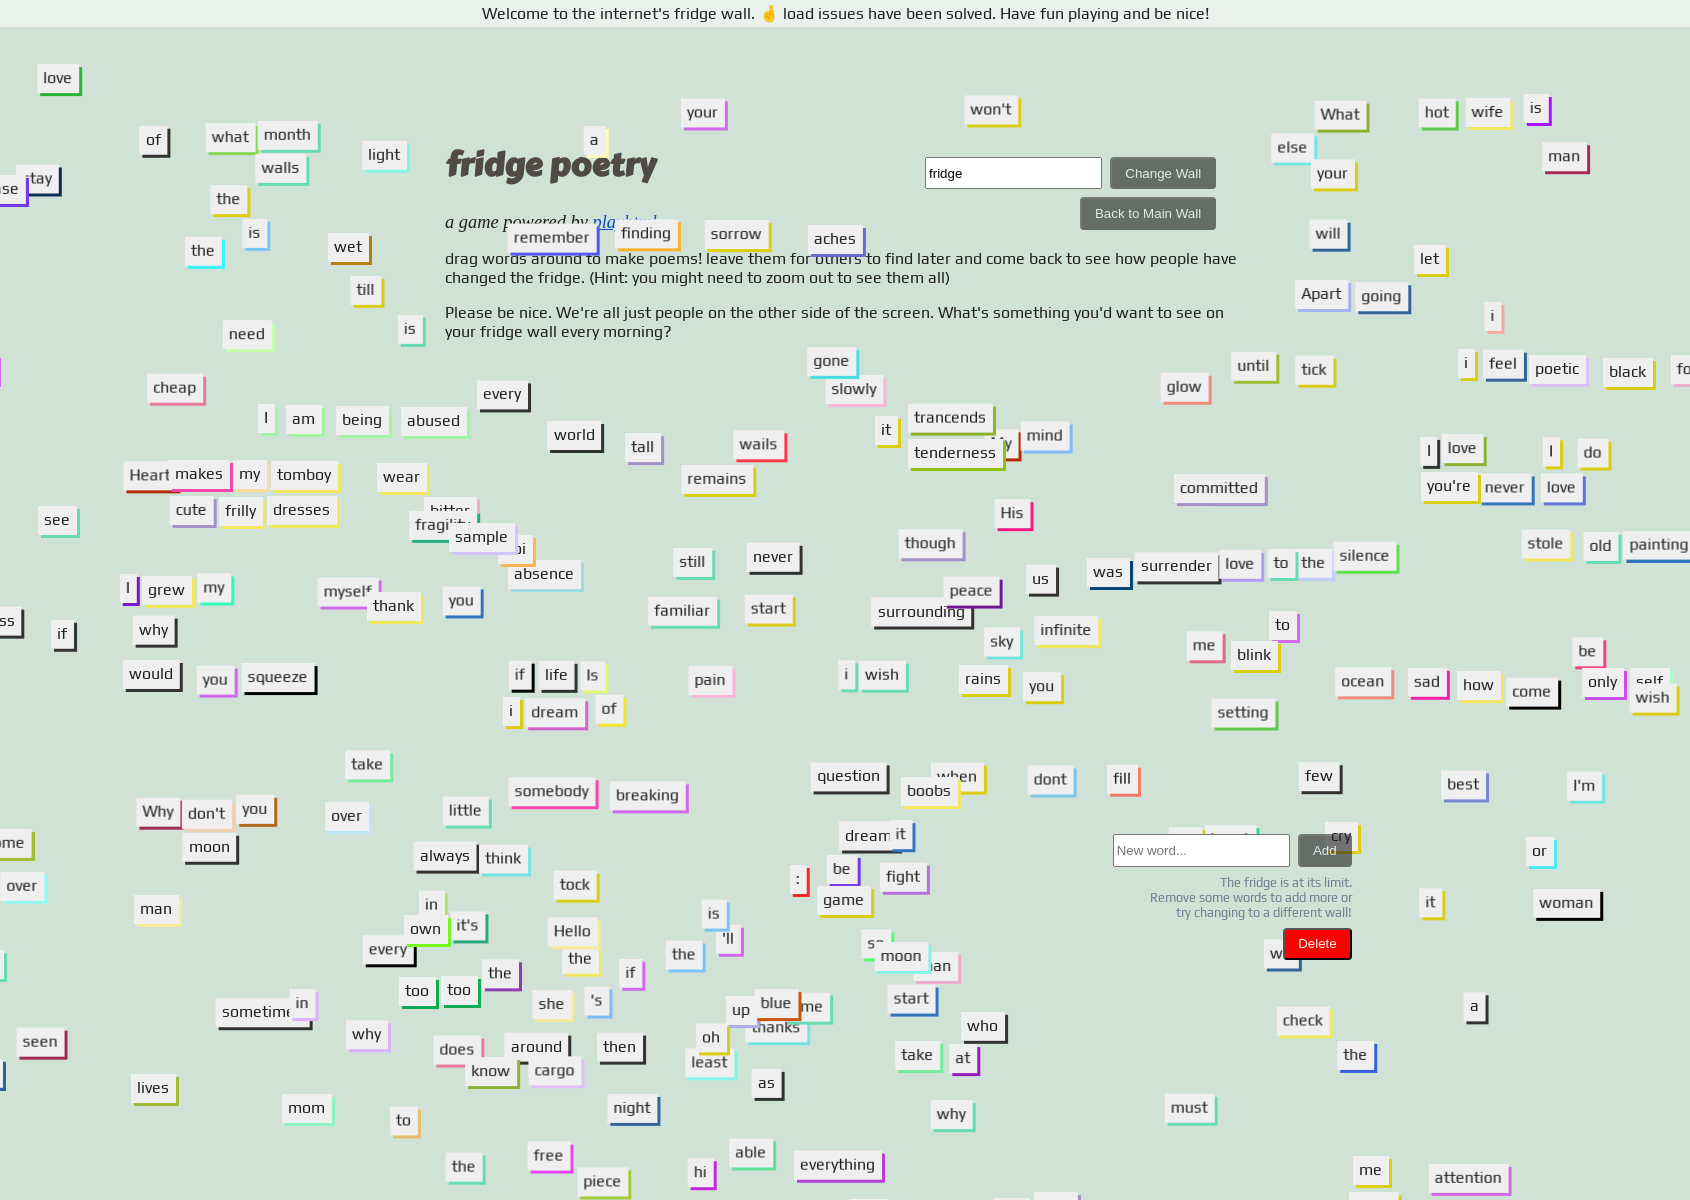 Welcome to the internet's fridge wall. 🤞 load issues have been solved. Have fun playing and be nice!
love
your
won't
What
hot wife is
of
what month
light
a
else
man
walls
fridge poetry
fridge
Change Wall
your
tay
se
the
Back to Main Wall
is
a game powered by
remember finding sorrow aches
will
the
wet
drag words around to make poems! leave them for others to find later and come back to see how people have
changed the fridge. (Hint: you might need to zoom out to see them all)
let
till
Apart going
Please be nice. We're all just people on the other side of the screen. What's something you'd want to see on
your fridge wall every morning?
i
need
is
gone
until tick
i feel poetic black fo
cheap
slowly
glow
every
I am being abused
trancends
it
My mind
world
tall
wails
tenderness
I love
I do
Heart makes my tomboy
wear
remains
committed
you're never love
cute frilly dresses
bitter
see
fragility
His
sample
bi
though
stole old painting
still
never
was surrender love to the silence
absence
us
I grew my
myself
thank
you
peace
familiar
start
surrounding
ss
if
why
sky
infinite
to
me
blink
be
would you squeeze
if life Is
pain
i wish
rains
you
ocean sad how come
only self
wish
i dream of
setting
take
question
when
dont
fill
few
best
I'm
somebody breaking
boobs
Why don't you
over
little
moon
dream it
cry
New word...
Add
me
always think
or
over
tock
:
be
fight
The fridge is at its limit.
Remove some words to add more or
try changing to a different wall!
man
in
game
it
woman
own it's
is
Hello
'll
every
so
Delete
the
the
moon
w
too too the
if
she 's
start
sometime in
up blue me
a
who
check
why
thanks
seen
oh
does around then
take at
the
know cargo
least
lives
as
mom
night
must
to
why
free
able
the
hi
everything
me
attention
piece